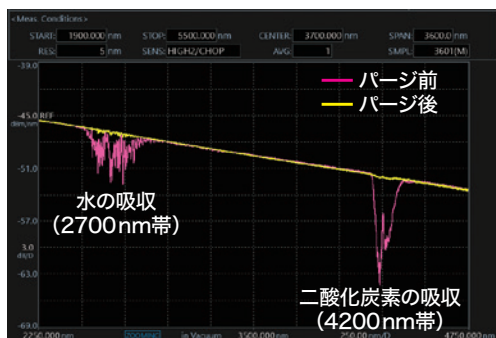 <Meas. Conditions>
START: 1900.000 nm STOP: 5500.000 nm CENTER: 3700.000 nm SPAN: 3600.0 nm
RES: 5 nm SENS: HIGH2/CHOP AVG: 1 SMPL: 3601(M)
-39.0
パージ前
パージ後
-45.0 REF
dBm/nm
-51.0
水の吸収
(2700nm帯)
-57.0
3.0
dB/D
-63.0
二酸化炭素の吸収
(4200nm帯)
-69.0
2250.000 nm ZOOMING in Vacuum 3500.000 nm 250.00 nm/D 4750.000 nm